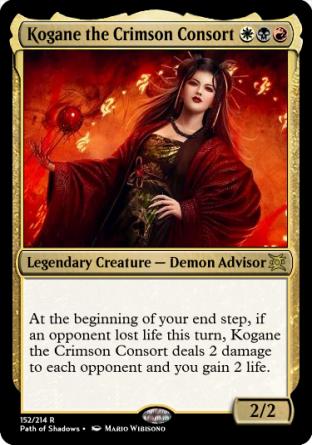 Kogane the Crimson Consort
Legendary Creature — Demon Advisor
At the beginning of your end step, if
an opponent lost life this turn, Kogane
the Crimson Consort deals 2 damage
to each opponent and you gain 2 life.
2/2
152/214 R
Path of Shadows • Mario Wibisono